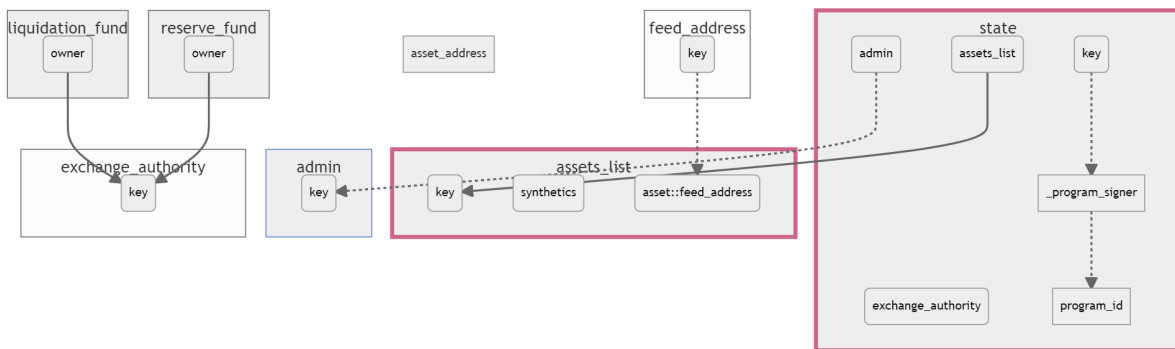 liquidation_fund
owner
reserve_fund
owner
asset_address
feed_address
key
state
admin
assets_list
key
exchange_authority
key
admin
key
assets_list
key
synthetics
asset::feed_address
_program_signer
exchange_authority
program_id